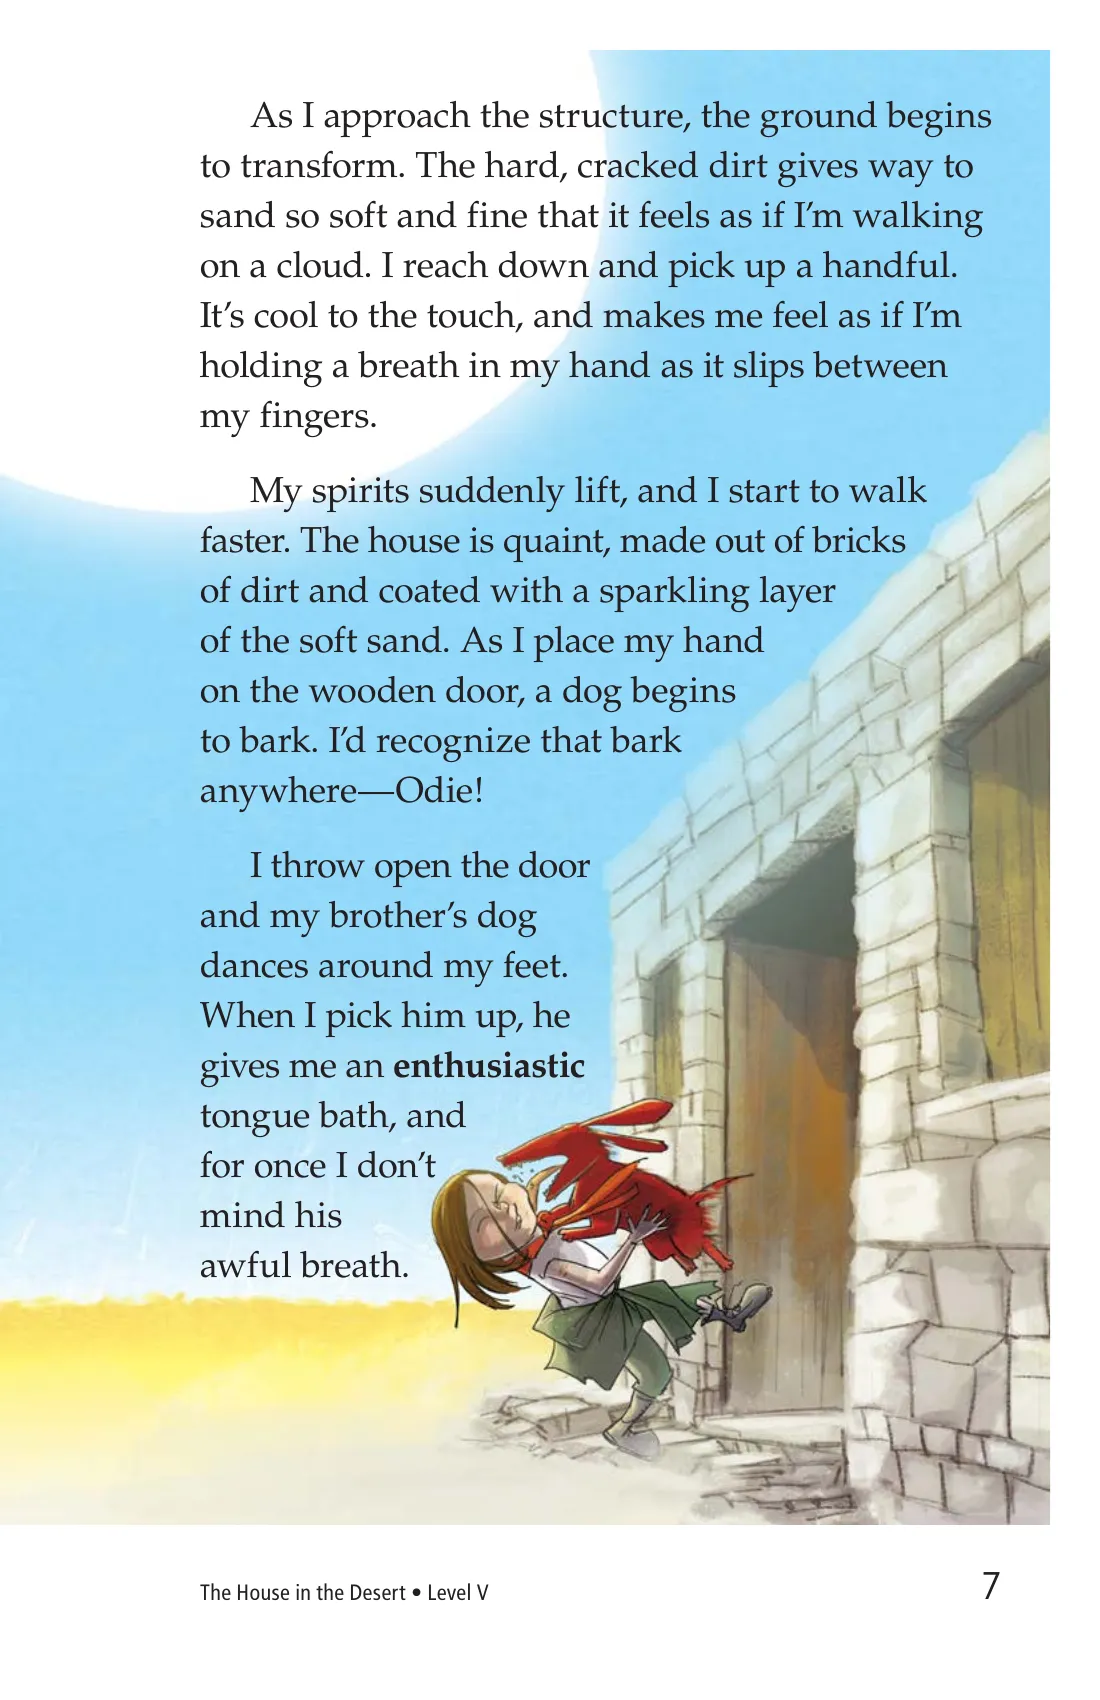 As I approach the structure, the ground begins
to transform. The hard, cracked dirt gives way to
sand so soft and fine that it feels as if I’m walking
on a cloud. I reach down and pick up a handful.
It’s cool to the touch, and makes me feel as if I’m
holding a breath in my hand as it slips between
my fingers.
My spirits suddenly lift, and I start to walk
faster. The house is quaint, made out of bricks
of dirt and coated with a sparkling layer
of the soft sand. As I place my hand
on the wooden door, a dog begins
to bark. I’d recognize that bark
anywhere—Odie!
I throw open the door
and my brother’s dog
dances around my feet.
When I pick him up, he
gives me an enthusiastic
tongue bath, and
for once I don’t
mind his
awful breath.
The House in the Desert • Level V
7